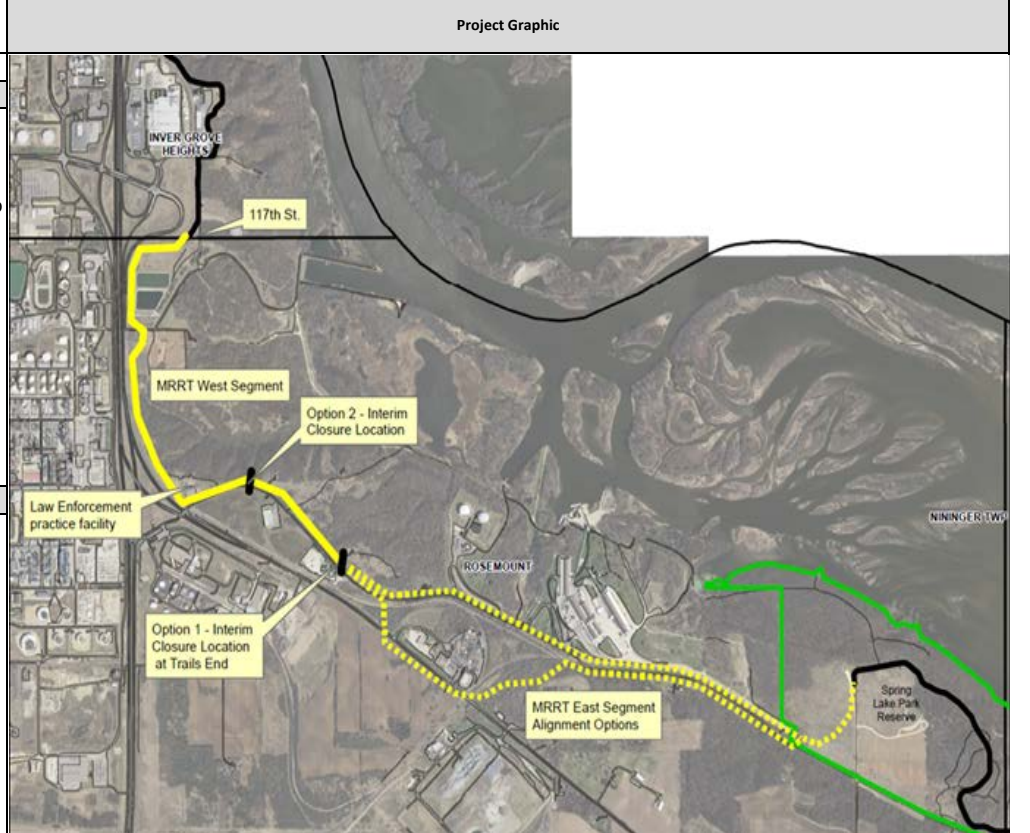 Project Graphic
INVER GROVE
HEIGHTS
117th St.
MRRT West Segment
Option 2 - Interim
Closure Location
Law Enforcement
practice facility
NININGER TWP
ROSEMOUNT
Option 1 - Interim
Closure Location
at Trails End
MRRT East Segment
Alignment Options
Spring
Lake Park
Reserve